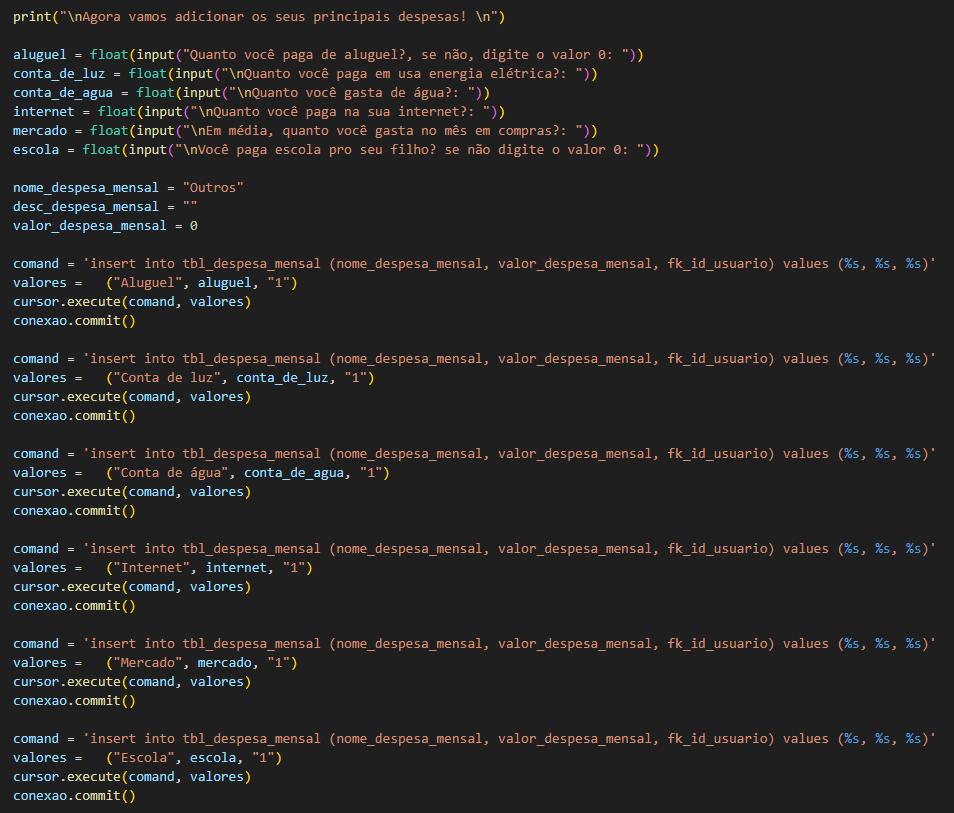 print("\nAgora vamos adicionar os seus principais despesas! \n")
aluguel = float(input("Quanto você paga de aluguel?, se não, digite o valor 0: "))
conta_de_luz = float(input("\nQuanto você paga em usa energia elétrica?: "))
conta_de_agua = float(input("\nQuanto você gasta de água?: "))
internet = float(input("\nQuanto você paga na sua internet?: "))
mercado = float(input("\nEm média, quanto você gasta no mês em compras?: "))
escola = float(input("\nVocê paga escola pro seu filho? se não digite o valor 0: "))
nome_despesa_mensal = "Outros"
desc_despesa_mensal = ""
valor_despesa_mensal = 0
comand = 'insert into tbl_despesa_mensal (nome_despesa_mensal, valor_despesa_mensal, fk_id_usuario) values (%s, %s, %s)'
valores =   ("Aluguel", aluguel, "1")
cursor.execute(comand, valores)
conexao.commit()
comand = 'insert into tbl_despesa_mensal (nome_despesa_mensal, valor_despesa_mensal, fk_id_usuario) values (%s, %s, %s)'
valores =   ("Conta de luz", conta_de_luz, "1")
cursor.execute(comand, valores)
conexao.commit()
comand = 'insert into tbl_despesa_mensal (nome_despesa_mensal, valor_despesa_mensal, fk_id_usuario) values (%s, %s, %s)'
valores =   ("Conta de água", conta_de_agua, "1")
cursor.execute(comand, valores)
conexao.commit()
comand = 'insert into tbl_despesa_mensal (nome_despesa_mensal, valor_despesa_mensal, fk_id_usuario) values (%s, %s, %s)'
valores =   ("Internet", internet, "1")
cursor.execute(comand, valores)
conexao.commit()
comand = 'insert into tbl_despesa_mensal (nome_despesa_mensal, valor_despesa_mensal, fk_id_usuario) values (%s, %s, %s)'
valores =   ("Mercado", mercado, "1")
cursor.execute(comand, valores)
conexao.commit()
comand = 'insert into tbl_despesa_mensal (nome_despesa_mensal, valor_despesa_mensal, fk_id_usuario) values (%s, %s, %s)'
valores =   ("Escola", escola, "1")
cursor.execute(comand, valores)
conexao.commit()